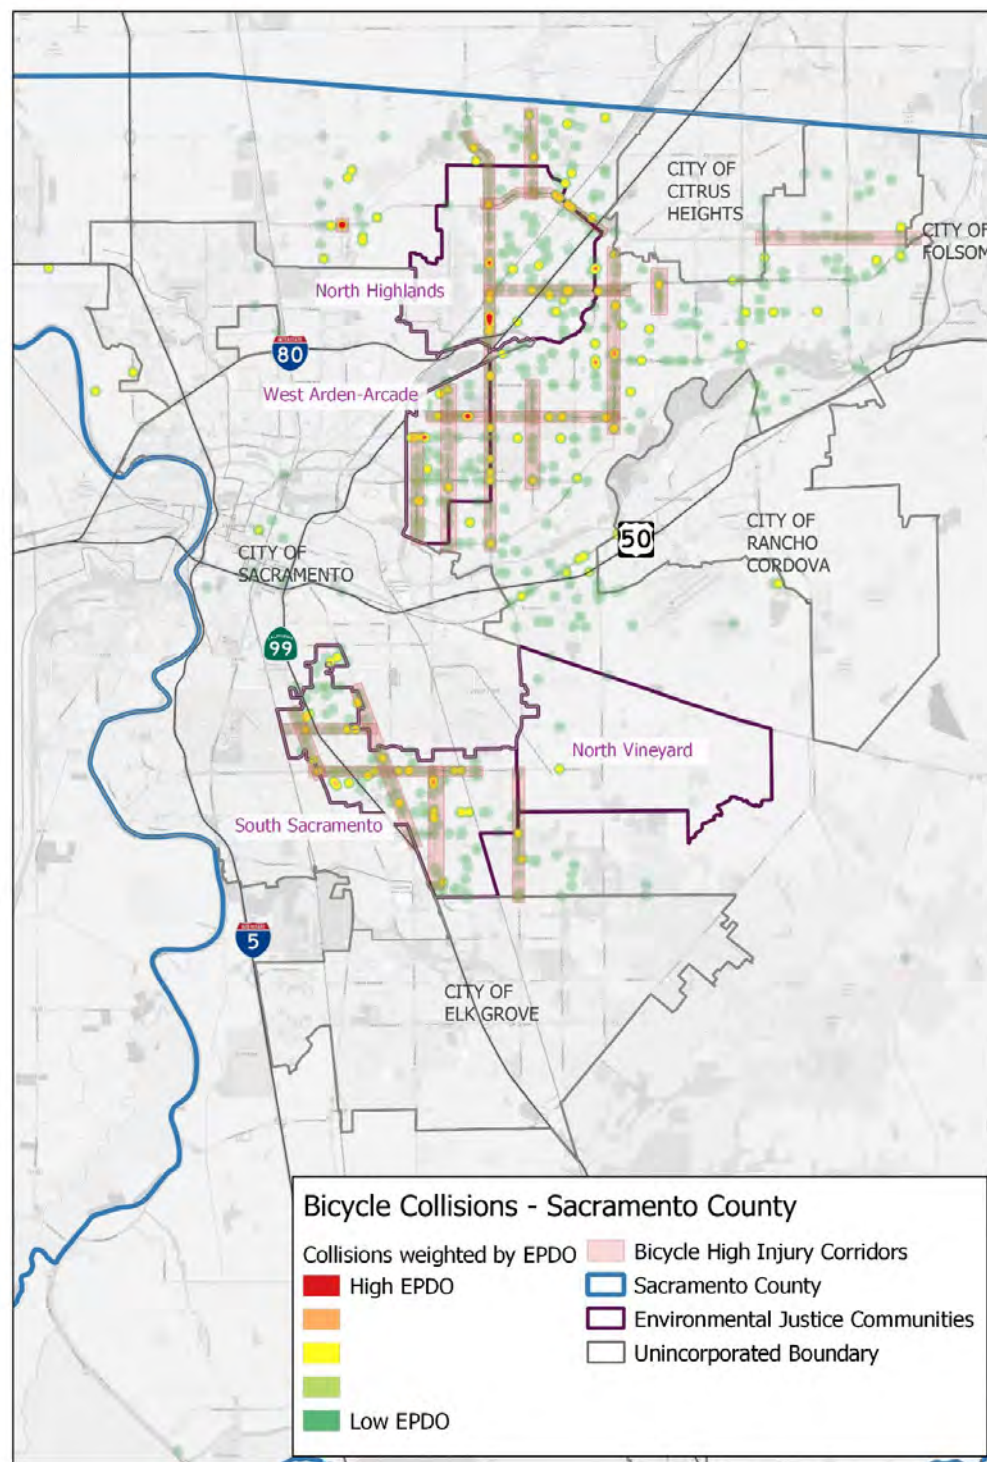 CITY OF
CITRUS
HEIGHTS
CITY OF
FOLSOM
North Highlands
80
West Arden-Arcade
50
CITY OF
RANCHO
CORDOVA
CITY OF
SACRAMENTO
99
North Vineyard
South Sacramento
5
CITY OF
ELK GROVE
Bicycle Collisions - Sacramento County
Collisions weighted by EPDO
High EPDO
Low EPDO
Bicycle High Injury Corridors
Sacramento County
Environmental Justice Communities
Unincorporated Boundary